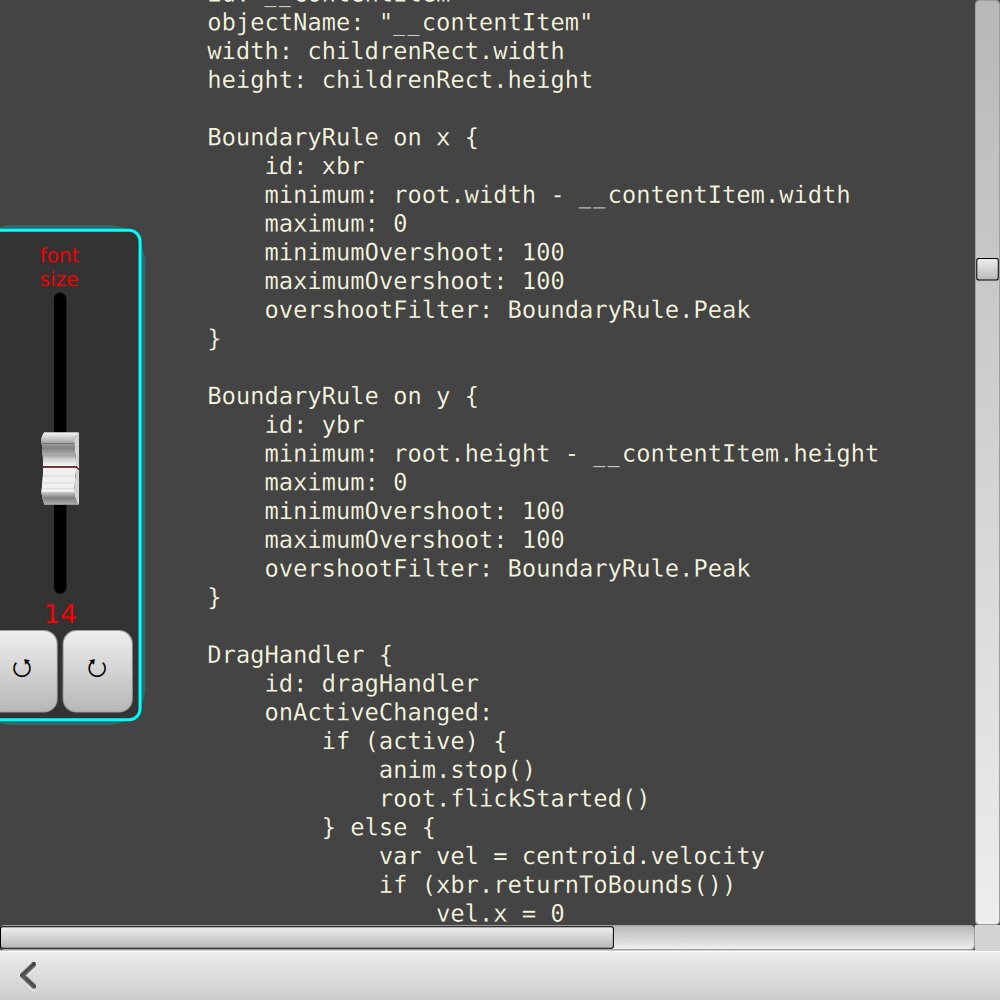 id: __contentItem
objectName: "__contentItem"
width: childrenRect.width
height: childrenRect.height
BoundaryRule on x {
    id: xbr
    minimum: root.width - __contentItem.width
    maximum: 0
    minimumOvershoot: 100
    maximumOvershoot: 100
    overshootFilter: BoundaryRule.Peak
}
BoundaryRule on y {
    id: ybr
    minimum: root.height - __contentItem.height
    maximum: 0
    minimumOvershoot: 100
    maximumOvershoot: 100
    overshootFilter: BoundaryRule.Peak
}
DragHandler {
    id: dragHandler
    onActiveChanged:
        if (active) {
            anim.stop()
            root.flickStarted()
        } else {
            var vel = centroid.velocity
            if (xbr.returnToBounds())
                vel.x = 0
font
size
14